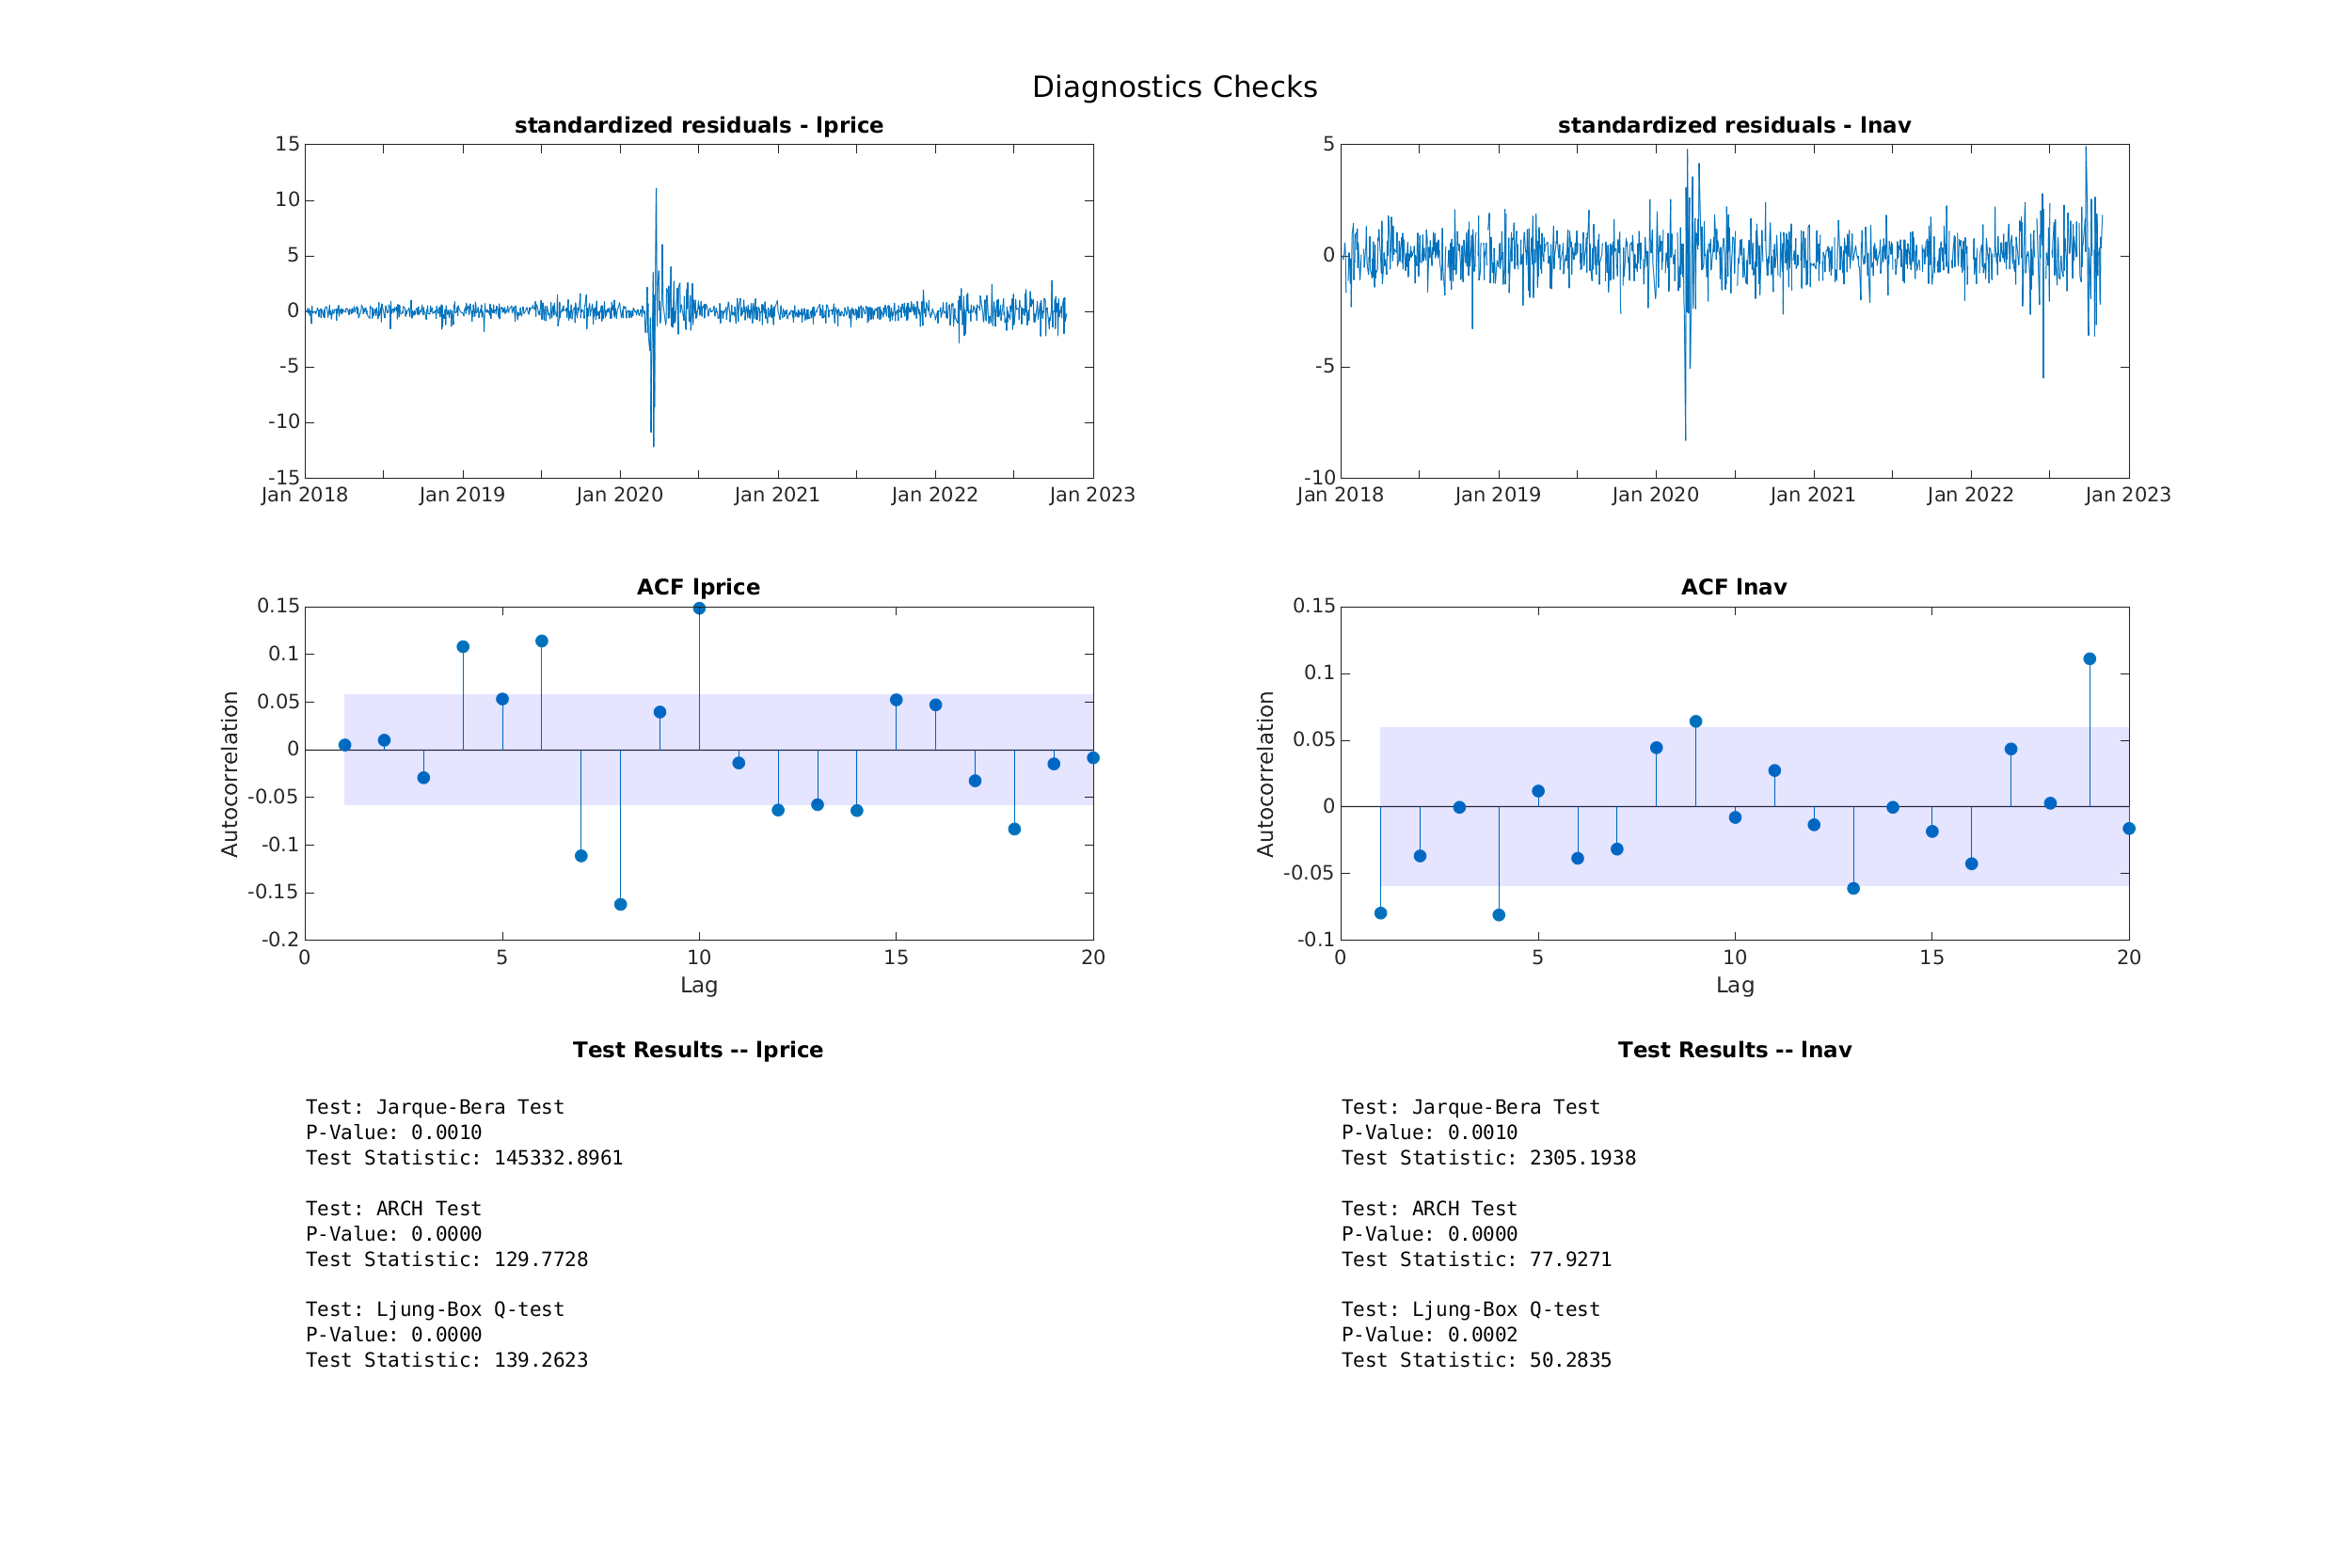 Diagnostics Checks
standardized residuals - lprice
15
10
5
0
-5
-10
-15
Jan 2018 Jan 2019 Jan 2020 Jan 2021 Jan 2022 Jan 2023
standardized residuals - lnav
5
0
-5
-10
Jan 2018 Jan 2019 Jan 2020 Jan 2021 Jan 2022 Jan 2023
ACF lprice
Autocorrelation
0.15
0.1
0.05
0
-0.05
-0.1
-0.15
-0.2
0 5 10 15 20
Lag
ACF lnav
Autocorrelation
0.15
0.1
0.05
0
-0.05
-0.1
0 5 10 15 20
Lag
Test Results -- lprice
Test: Jarque-Bera Test
P-Value: 0.0010
Test Statistic: 145332.8961
Test: ARCH Test
P-Value: 0.0000
Test Statistic: 129.7728
Test: Ljung-Box Q-test
P-Value: 0.0000
Test Statistic: 139.2623
Test Results -- lnav
Test: Jarque-Bera Test
P-Value: 0.0010
Test Statistic: 2305.1938
Test: ARCH Test
P-Value: 0.0000
Test Statistic: 77.9271
Test: Ljung-Box Q-test
P-Value: 0.0002
Test Statistic: 50.2835